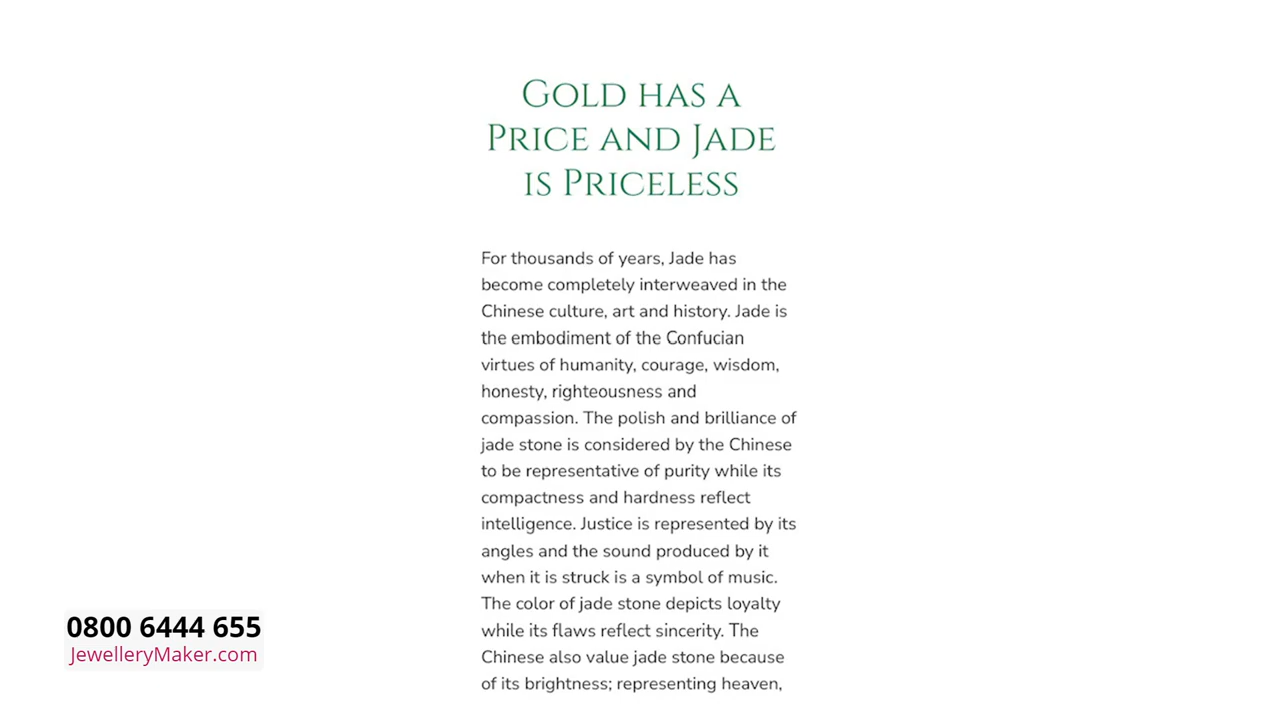 Gold has a
Price and Jade
is Priceless
For thousands of years, Jade has
become completely interweaved in the
Chinese culture, art and history. Jade is
the embodiment of the Confucian
virtues of humanity, courage, wisdom,
honesty, righteousness and
compassion. The polish and brilliance of
jade stone is considered by the Chinese
to be representative of purity while its
compactness and hardness reflect
intelligence. Justice is represented by its
angles and the sound produced by it
when it is struck is a symbol of music.
The color of jade stone depicts loyalty
while its flaws reflect sincerity. The
Chinese also value jade stone because
of its brightness; representing heaven,
0800 6444 655
JewelleryMaker.com